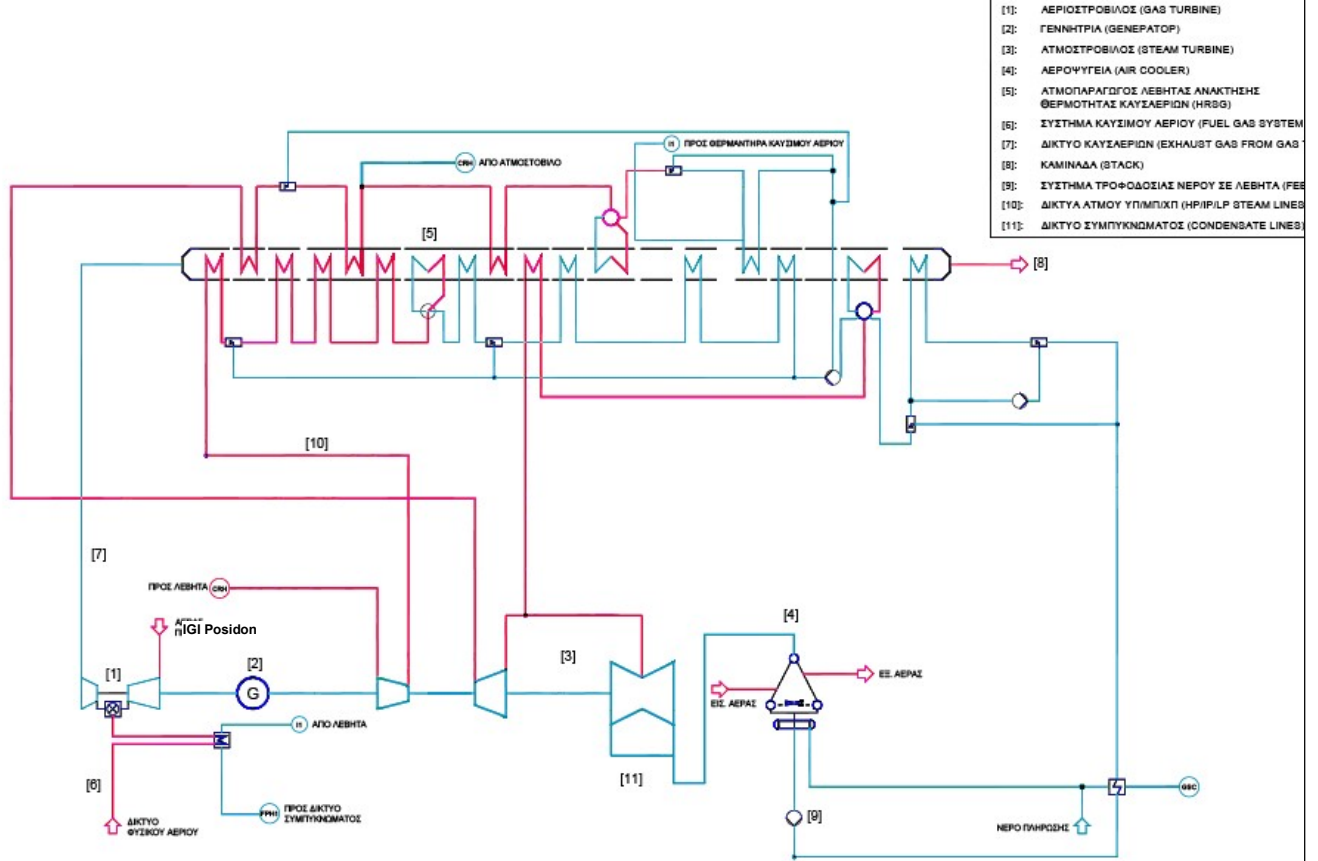 [1]: ΑΕΡΙΟΣΤΡΟΒΙΛΟΣ (GAS TURBINE)
[2]: ΓΕΝΝΗΤΡΙΑ (GENEPATOP)
[3]: ΑΤΜΟΣΤΡΟΒΙΛΟΣ (STEAM TURBINE)
[4]: ΑΕΡΟΨΥΓΕΙΑ (AIR COOLER)
[5]: ΑΤΜΟΠΑΡΑΓΩΓΟΣ ΛΕΒΗΤΑΣ ΑΝΑΚΤΗΣΗΣ
ΘΕΡΜΟΤΗΤΑΣ ΚΑΥΣΑΕΡΙΩΝ (HRSG)
[6]: ΣΥΣΤΗΜΑ ΚΑΥΣΙΜΟΥ ΑΕΡΙΟΥ (FUEL GAS SYSTEM
[7]: ΔΙΚΤΥΟ ΚΑΥΣΑΕΡΙΩΝ (EXHAUST GAS FROM GAS
[8]: ΚΑΜΙΝΑΔΑ (STACK)
[9]: ΣΥΣΤΗΜΑ ΤΡΟΦΟΔΟΣΙΑΣ ΝΕΡΟΥ ΣΕ ΛΕΒΗΤΑ (FEE
[10]: ΔΙΚΤΥΑ ΑΤΜΟΥ ΥΠ/ΜΠ/ΧΠ (HP/IP/LP STEAM LINES
[11]: ΔΙΚΤΥΟ ΣΥΜΠΥΚΝΩΜΑΤΟΣ (CONDENSATE LINES)
I1 ΠΡΟΣ ΘΕΡΜΑΝΤΗΡΑ ΚΑΥΣΙΜΟΥ ΑΕΡΙΟΥ
CRH ΑΠΟ ΑΤΜΟΣΤΟΒΙΛΟ
[5]
[8]
[10]
[7]
ΠΡΟΣ ΛΕΒΗΤΑ CRH
IGI Posidon
[4]
[3]
[2]
[1]
G
ΕΞ. ΑΕΡΑΣ
ΕΙΣ. ΑΕΡΑΣ
I1 ΑΠΟ ΛΕΒΗΤΑ
[11]
[6]
GSC
FPH1 ΠΡΟΣ ΔΙΚΤΥΟ
ΣΥΜΠΥΚΝΩΜΑΤΟΣ
[9]
ΔΙΚΤΥΟ
ΦΥΣΙΚΟΥ ΑΕΡΙΟΥ
ΝΕΡΟ ΠΛΗΡΩΣΗΣ